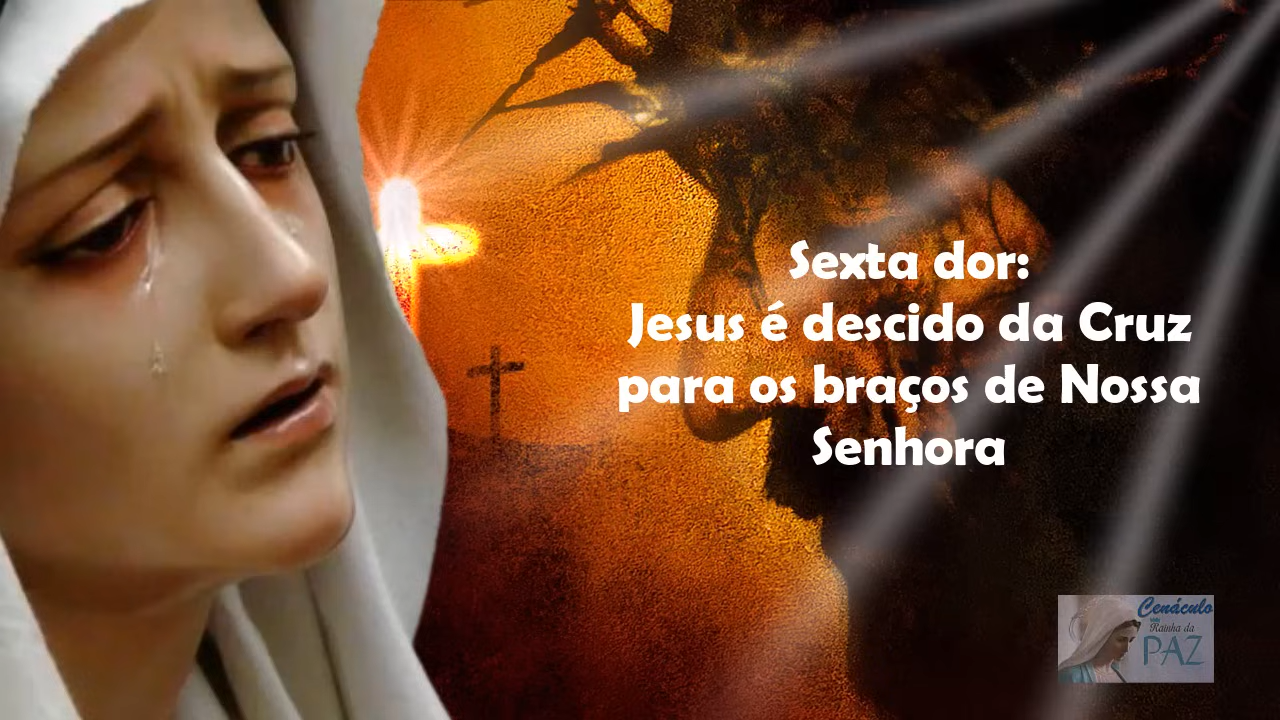 Sexta dor:
Jesus é descido da Cruz
para os braços de Nossa
Senhora
Cenáculo
Rainha da
PAZ